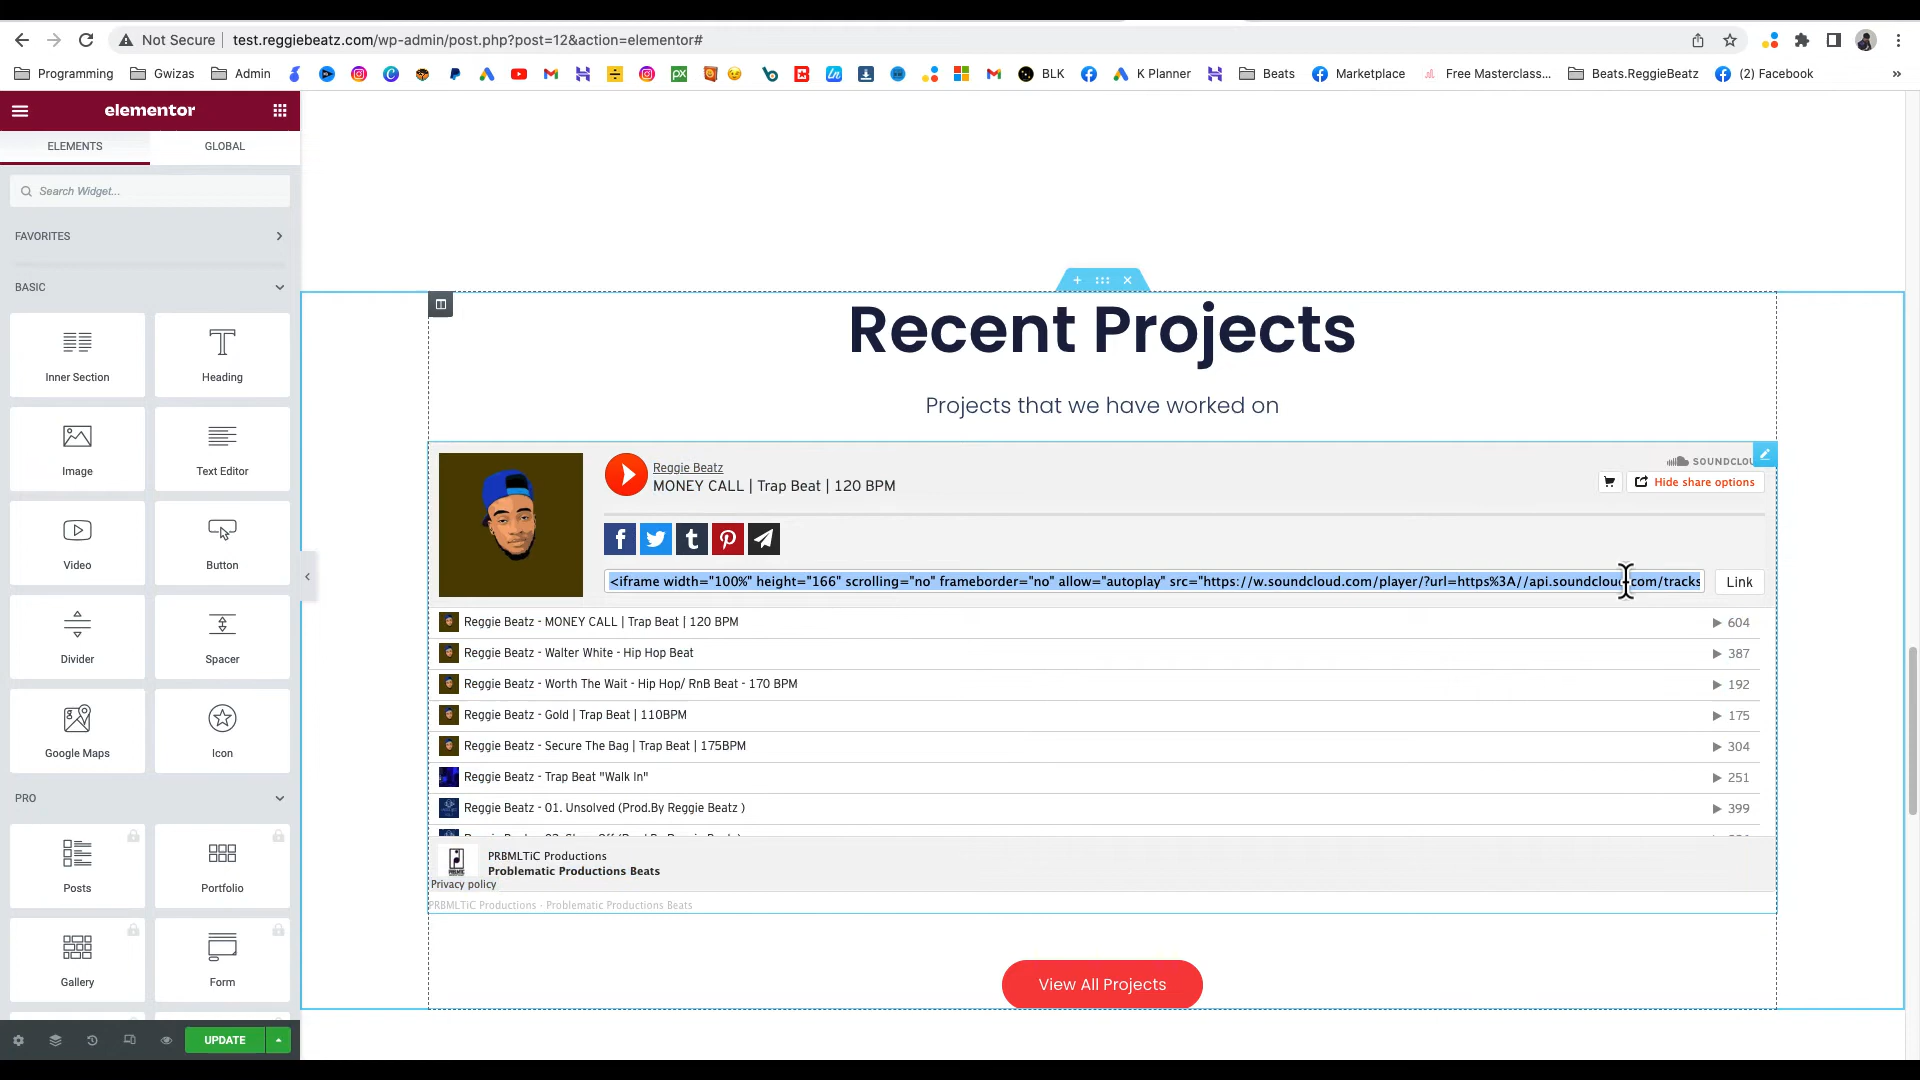 Not Secure
test.reggiebeatz.com/wp-admin/post.php?post=12&action=elementor#
Programming
Gwizas
Admin
BLK
K Planner
Beats
Marketplace
Free Masterclass...
Beats.ReggieBeatz
(2) Facebook
»
elementor
ELEMENTS
GLOBAL
Search Widget...
FAVORITES
BASIC
Inner Section
Heading
Image
Text Editor
Video
Button
Divider
Spacer
Google Maps
Icon
PRO
Posts
Portfolio
Gallery
Form
UPDATE
Recent Projects
Projects that we have worked on
Reggie Beatz
MONEY CALL | Trap Beat | 120 BPM
Hide share options
<iframe width="100%" height="166" scrolling="no" frameborder="no" allow="autoplay" src="https://w.soundcloud.com/player/?url=https%3A//api.soundcloud.com/tracks
Link
Reggie Beatz - MONEY CALL | Trap Beat | 120 BPM
604
Reggie Beatz - Walter White - Hip Hop Beat
387
Reggie Beatz - Worth The Wait - Hip Hop/ RnB Beat - 170 BPM
192
Reggie Beatz - Gold | Trap Beat | 110BPM
175
Reggie Beatz - Secure The Bag | Trap Beat | 175BPM
304
Reggie Beatz - Trap Beat "Walk In"
251
Reggie Beatz - 01. Unsolved (Prod.By Reggie Beatz )
399
PRBMLTiC Productions
Problematic Productions Beats
Privacy policy
PRBMLTiC Productions - Problematic Productions Beats
View All Projects